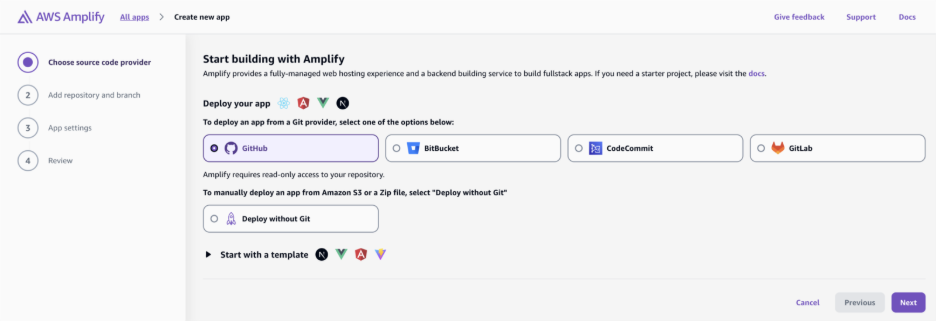 AWS Amplify All apps > Create new app Give feedback Support Docs
Choose source code provider
2 Add repository and branch
3 App settings
4 Review
Start building with Amplify
Amplify provides a fully-managed web hosting experience and a backend building service to build fullstack apps. If you need a starter project, please visit the docs.
Deploy your app
To deploy an app from a Git provider, select one of the options below:
GitHub BitBucket CodeCommit GitLab
Amplify requires read-only access to your repository.
To manually deploy an app from Amazon S3 or a Zip file, select "Deploy without Git"
Deploy without Git
Start with a template
Cancel Previous Next